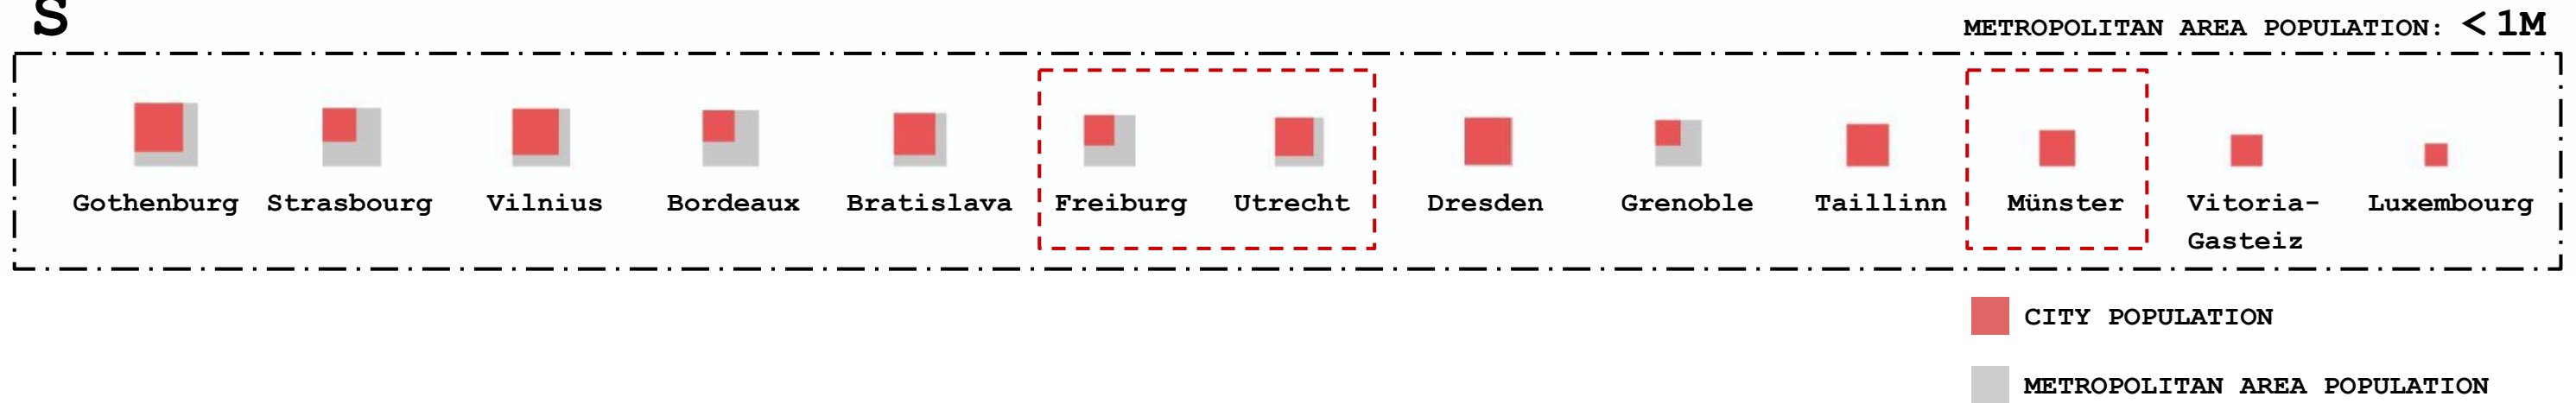 S
METROPOLITAN AREA POPULATION: <1M
Gothenburg Strasbourg Vilnius Bordeaux Bratislava Freiburg Utrecht Dresden Grenoble Taillinn Münster Vitoria- Luxembourg
Gasteiz
CITY POPULATION
METROPOLITAN AREA POPULATION